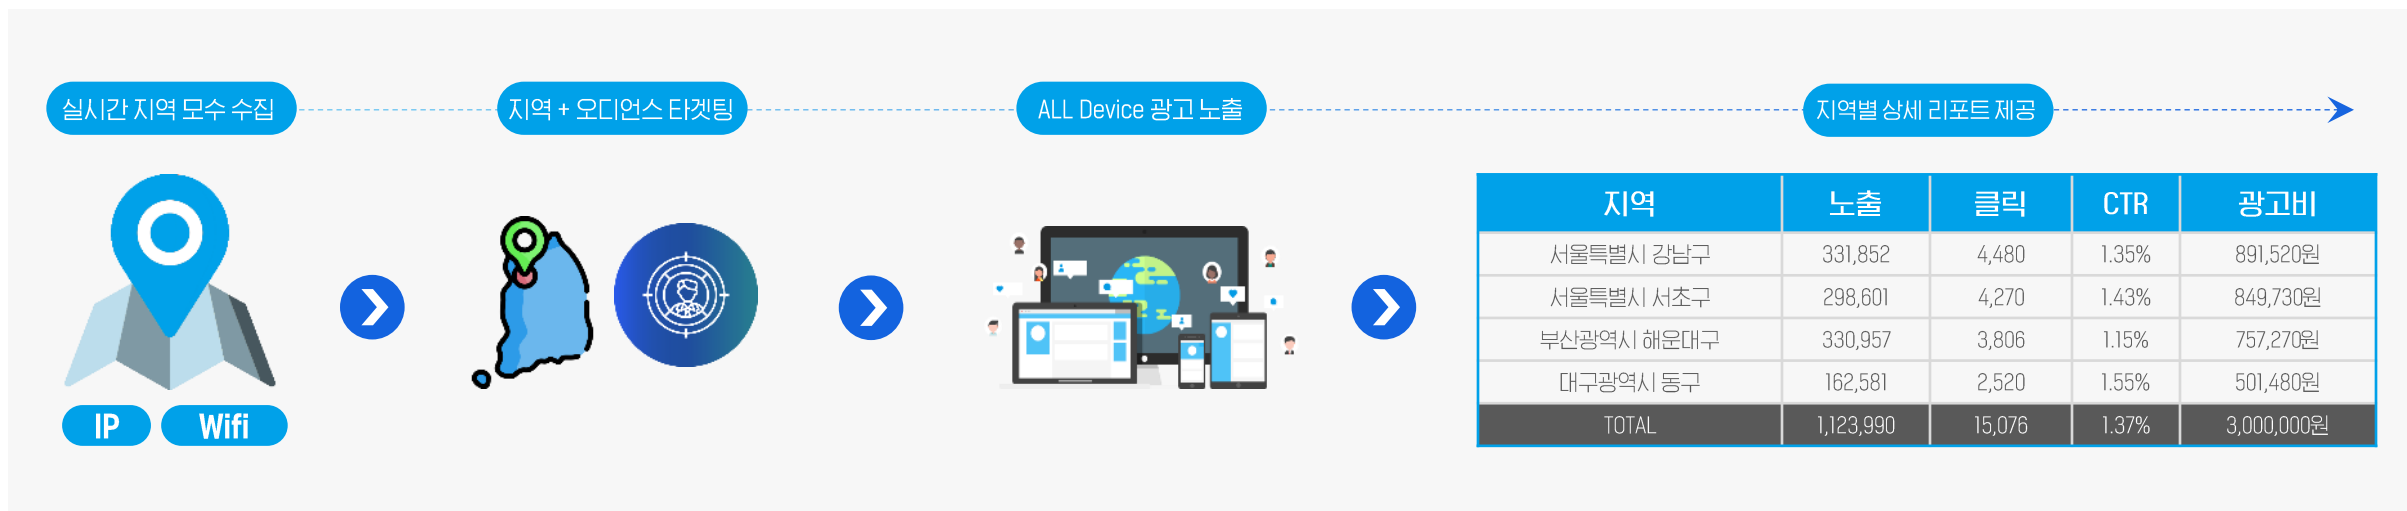 실시간 지역 모수 수집
지역 + 오디언스 타겟팅
ALL Device 광고 노출
지역별 상세 리포트 제공
IP
Wifi
지역 노출 클릭 CTR 광고비
서울특별시 강남구 331,852 4,480 1.35% 891,520원
서울특별시 서초구 298,601 4,270 1.43% 849,730원
부산광역시 해운대구 330,957 3,806 1.15% 757,270원
대구광역시 동구 162,581 2,520 1.55% 501,480원
TOTAL 1,123,990 15,076 1.37% 3,000,000원